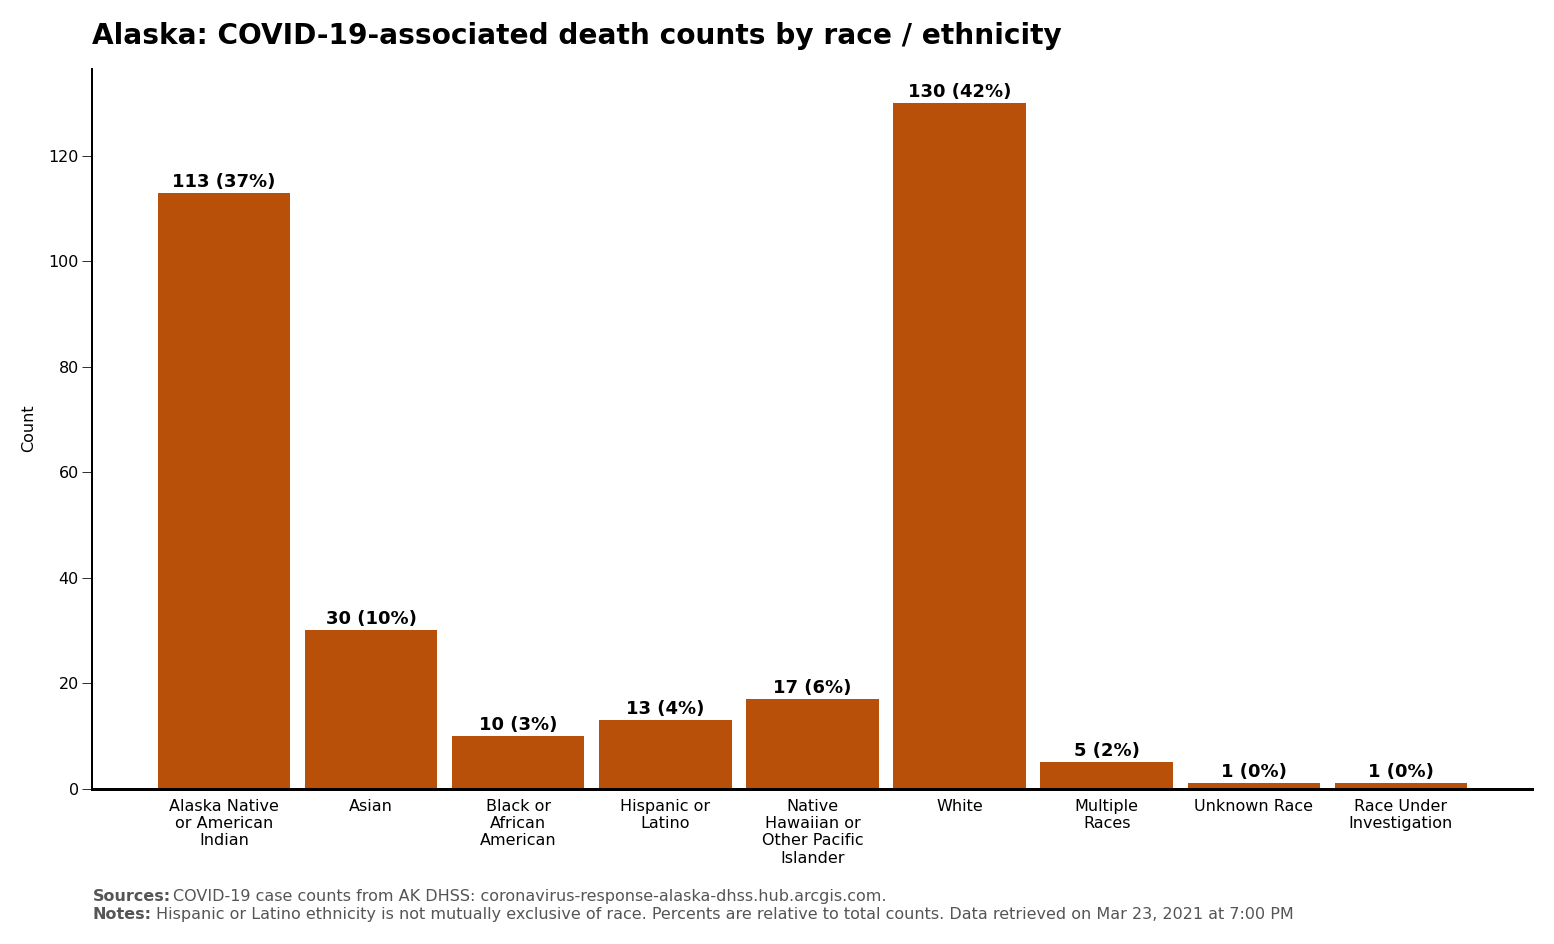 Alaska: COVID-19-associated death counts by race / ethnicity
130 (42%)
120
113 (37%)
100
80
60
Count
40
30 (10%)
20
17 (6%)
13 (4%)
10 (3%)
5 (2%)
1 (0%)
1 (0%)
0
Alaska Native
or American
Indian
Asian
Black or
African
American
Hispanic or
Latino
Native
Hawaiian or
Other Pacific
Islander
White
Multiple
Races
Unknown Race
Race Under
Investigation
Sources: COVID-19 case counts from AK DHSS: coronavirus-response-alaska-dhss.hub.arcgis.com.
Notes: Hispanic or Latino ethnicity is not mutually exclusive of race. Percents are relative to total counts. Data retrieved on Mar 23, 2021 at 7:00 PM